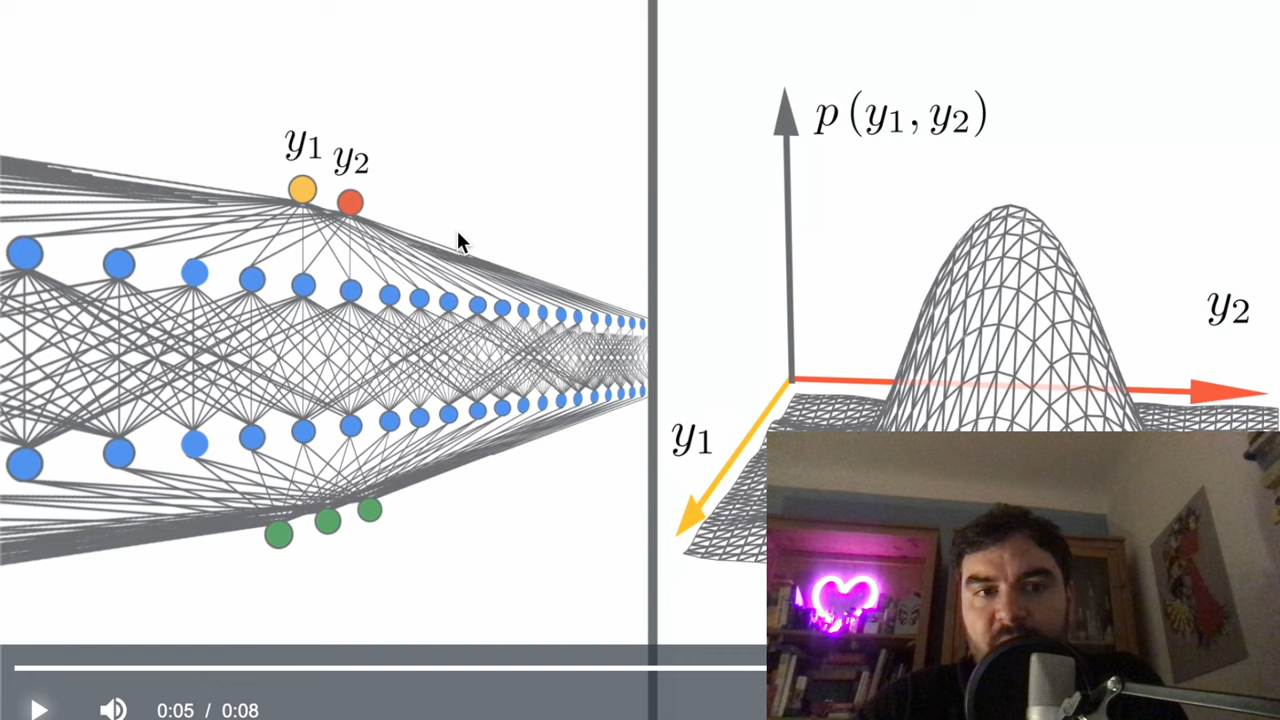 y₁ y₂
p (y₁, y₂)
y₂
y₁
0:05 / 0:08